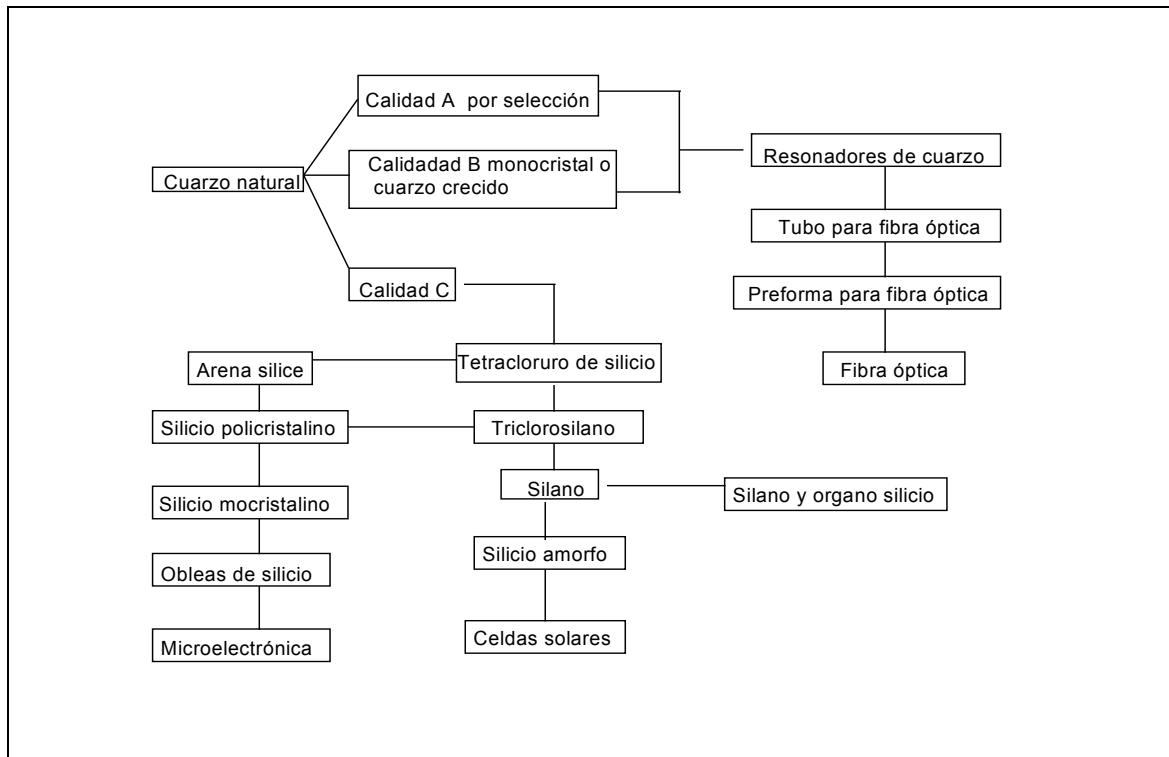 Calidad A  por selección
Resonadores de cuarzo
Calidadad B monocristal o
cuarzo crecido
Cuarzo natural
Tubo para fibra óptica
Calidad C
Preforma para fibra óptica
Tetracloruro de silicio
Arena silice
Fibra óptica
Silicio policristalino
Triclorosilano
Silano
Silano y organo silicio
Silicio mocristalino
Silicio amorfo
Obleas de silicio
Celdas solares
Microelectrónica